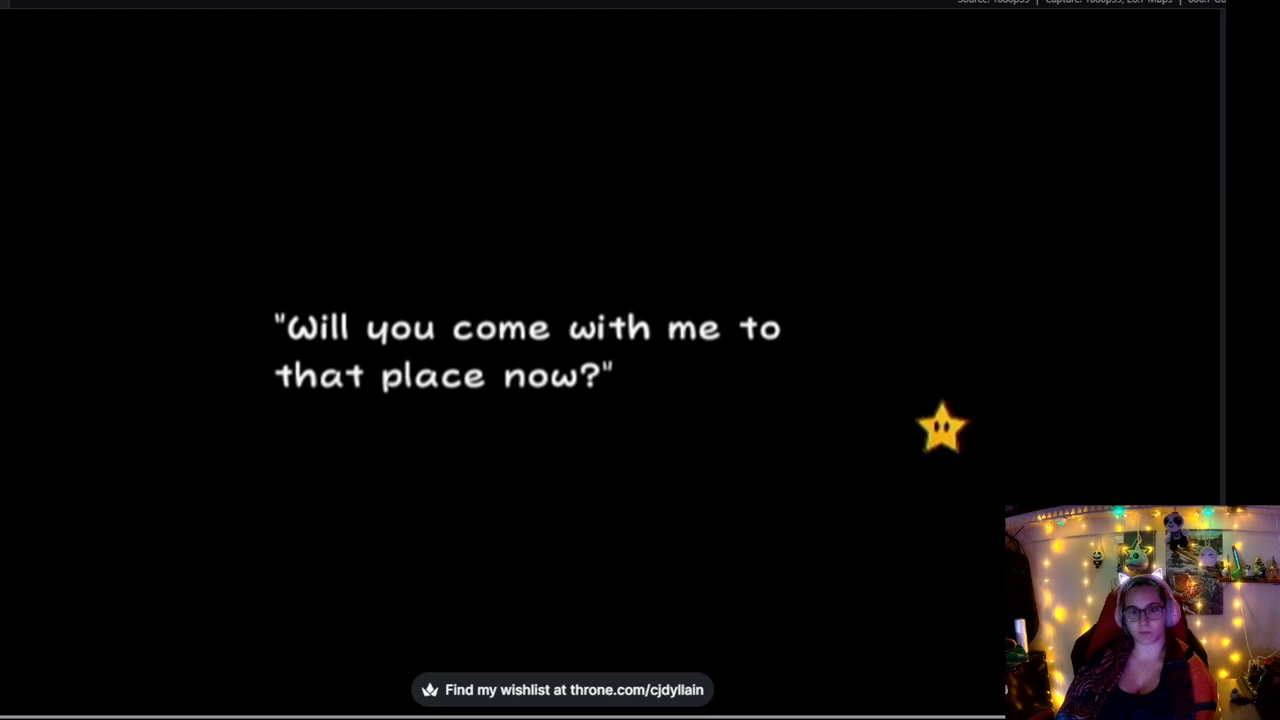 "Will you come with me to
that place now?"
Find my wishlist at throne.com/cjdyllain